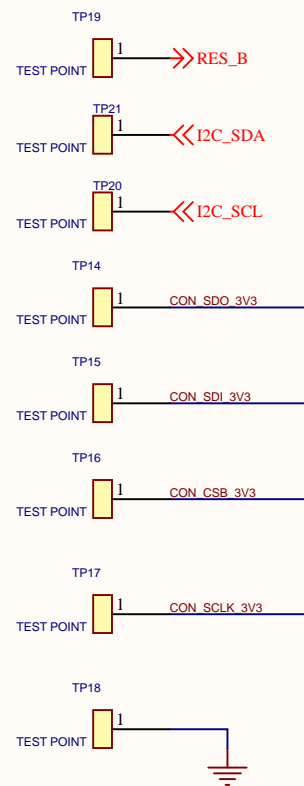 TP19
1
RES_B
TEST POINT
TP21
1
I2C_SDA
TEST POINT
TP20
1
I2C_SCL
TEST POINT
TP14
1
CON_SDO_3V3
TEST POINT
TP15
1
CON_SDI_3V3
TEST POINT
TP16
1
CON_CSB_3V3
TEST POINT
TP17
1
CON_SCLK_3V3
TEST POINT
TP18
1
TEST POINT